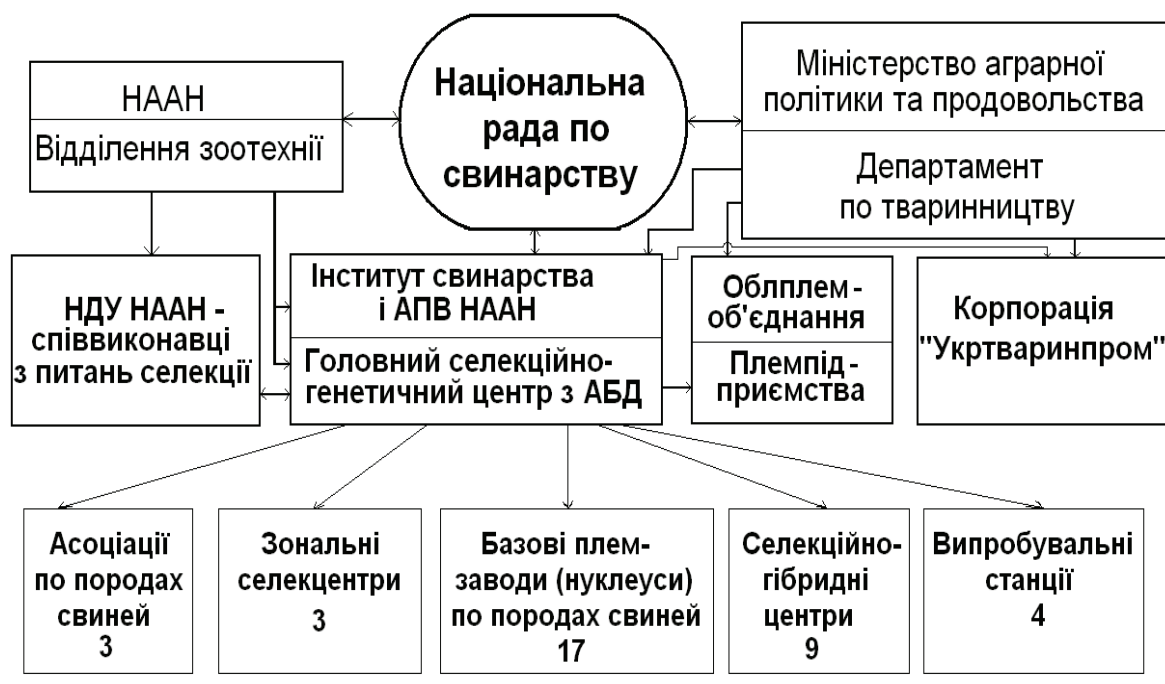 НААН
Відділення зоотехнії
Національна
рада по
свинарству
Міністерство аграрної
політики та продовольства
Департамент
по тваринництву
НДУ НААН -
співвиконавці
з питань селекції
Інститут свинарства
і АПВ НААН
Головний селекційно-
генетичний центр з АБД
Облплем-
об'єднання
Племпід-
приємства
Корпорація
"Укртваринпром"
Асоціації
по породах
свиней
3
Зональні
селекцентри
3
Базові плем-
заводи (нуклеуси)
по породах свиней
17
Селекційно-
гібридні
центри
9
Випробувальні
станції
4